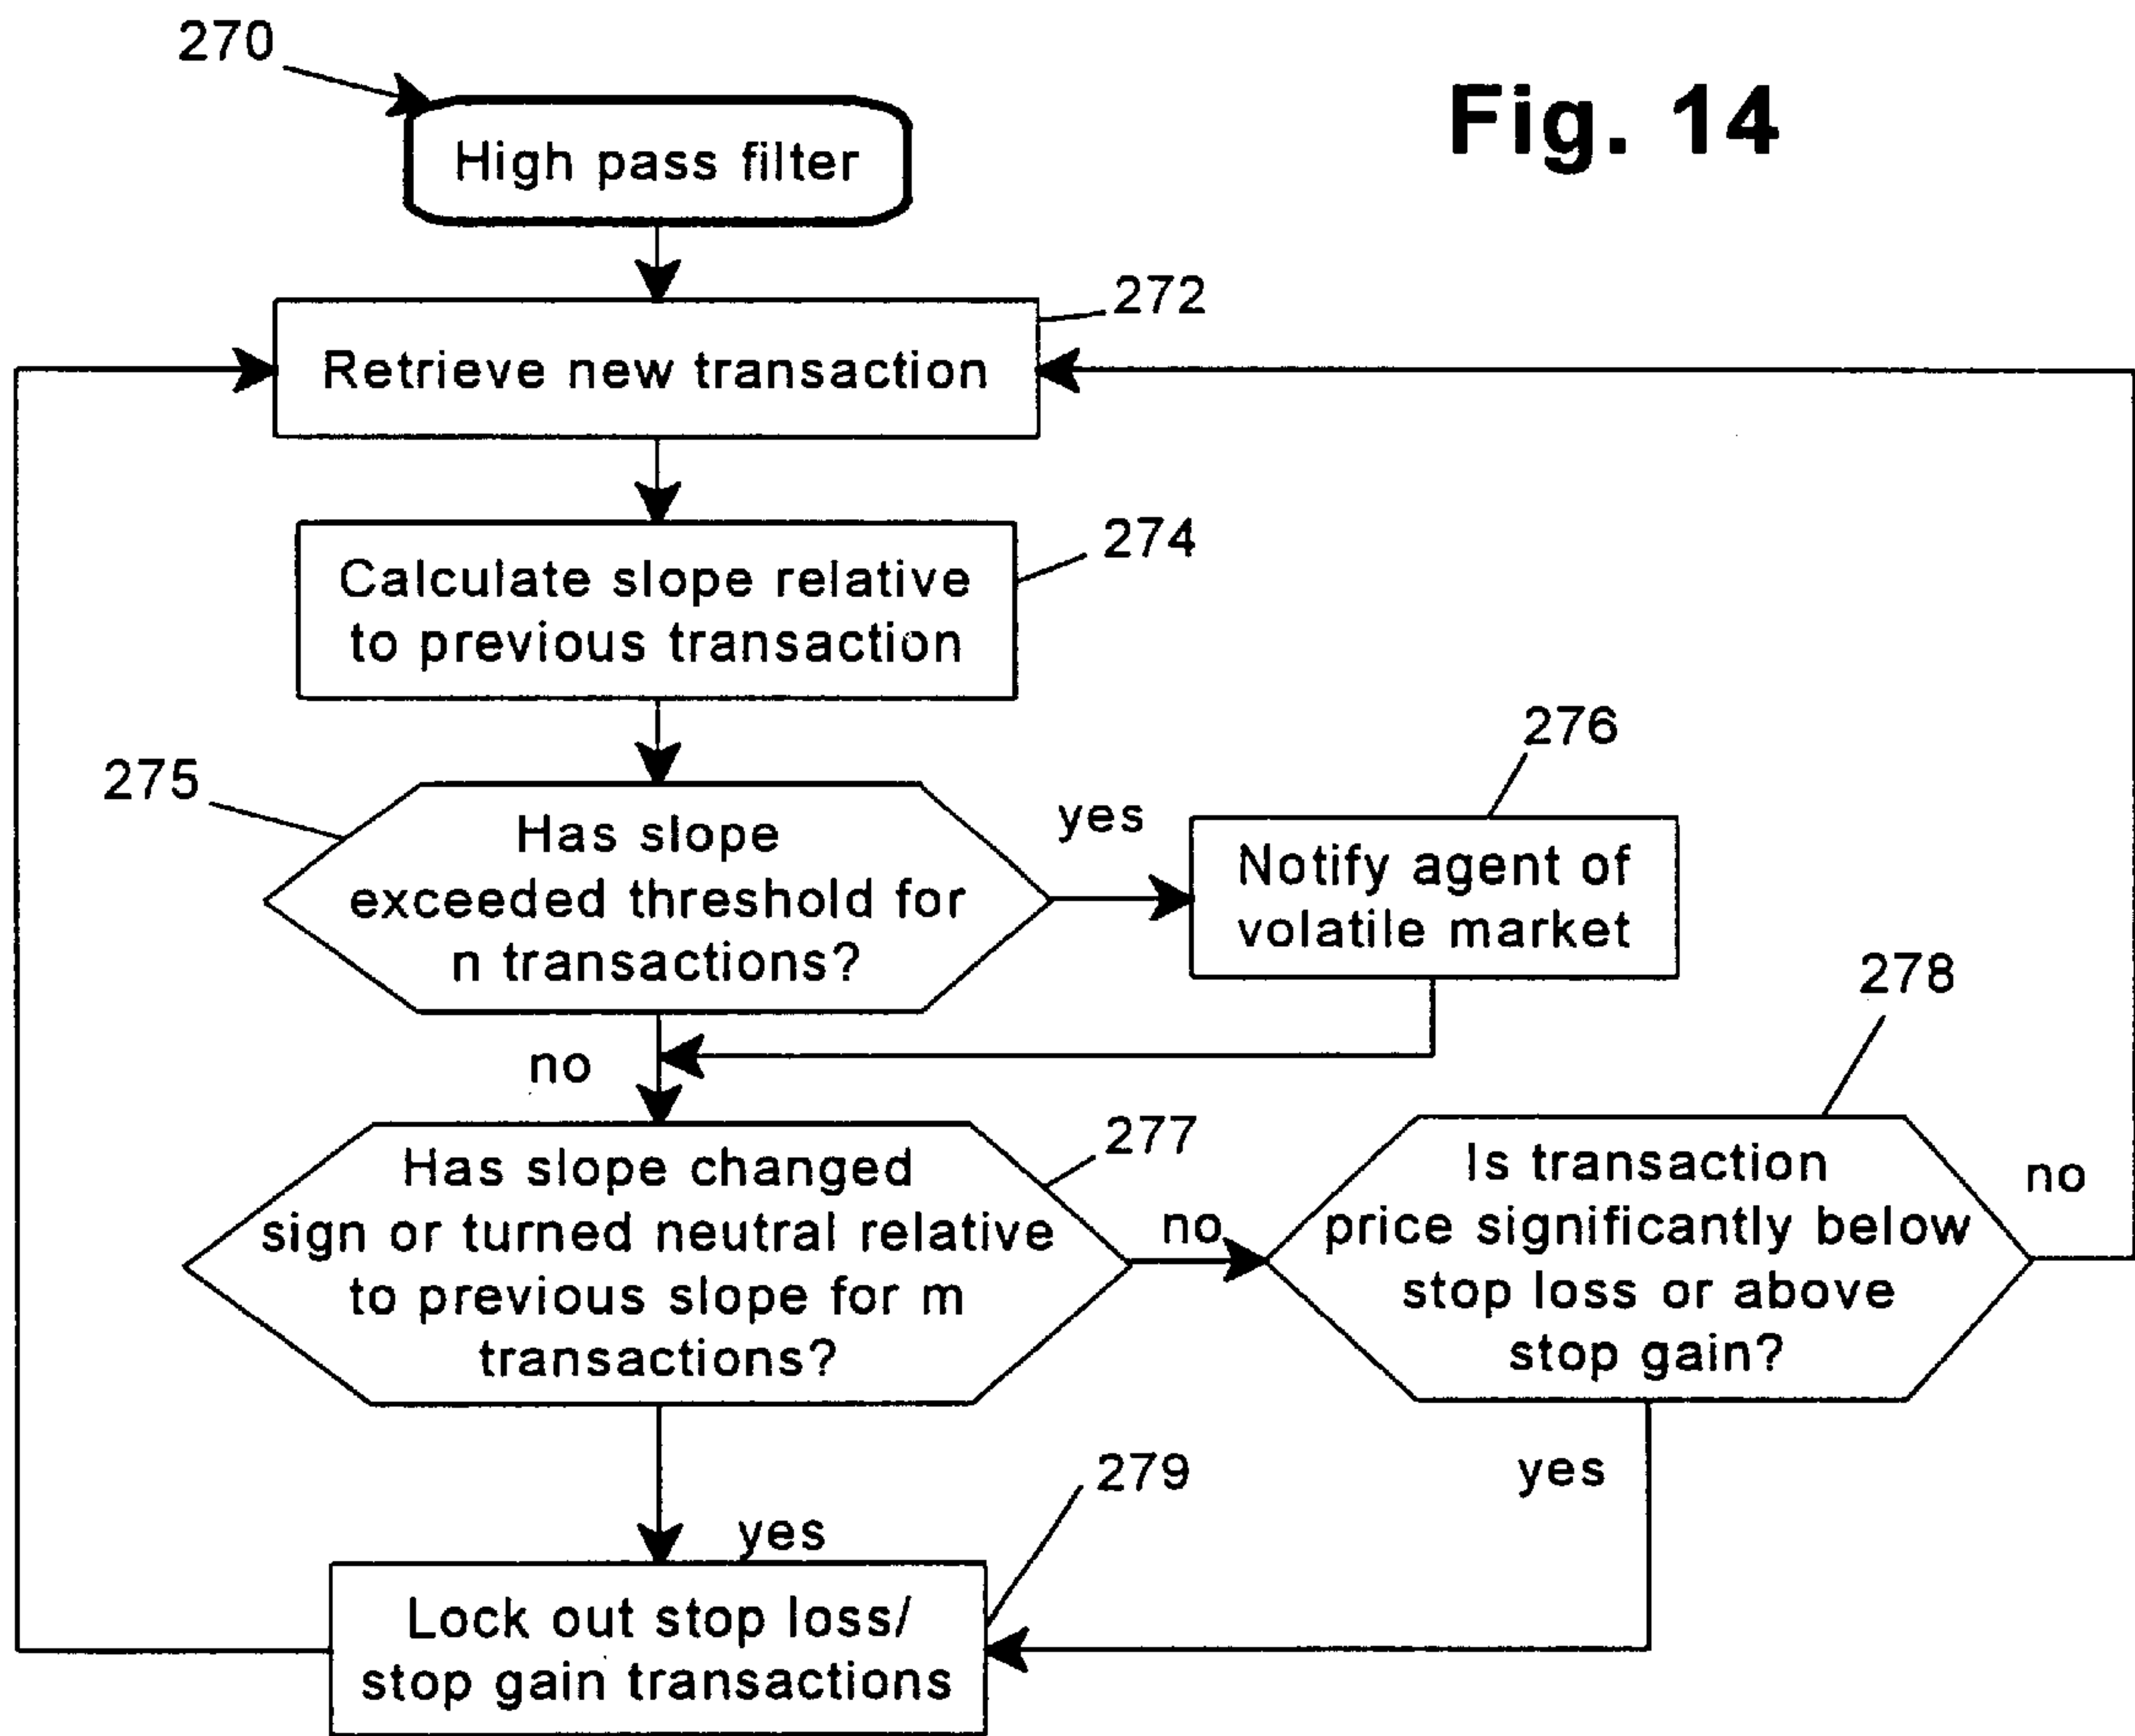 270
Fig. 14
High pass filter
272
Retrieve new transaction
274
Calculate slope relative
to previous transaction
275
Has slope
exceeded threshold for
n transactions?
yes
276
Notify agent of
volatile market
no
277
Has slope changed
sign or turned neutral relative
to previous slope for m
transactions?
no
278
Is transaction
price significantly below
stop loss or above
stop gain?
no
yes
yes
279
Lock out stop loss/
stop gain transactions